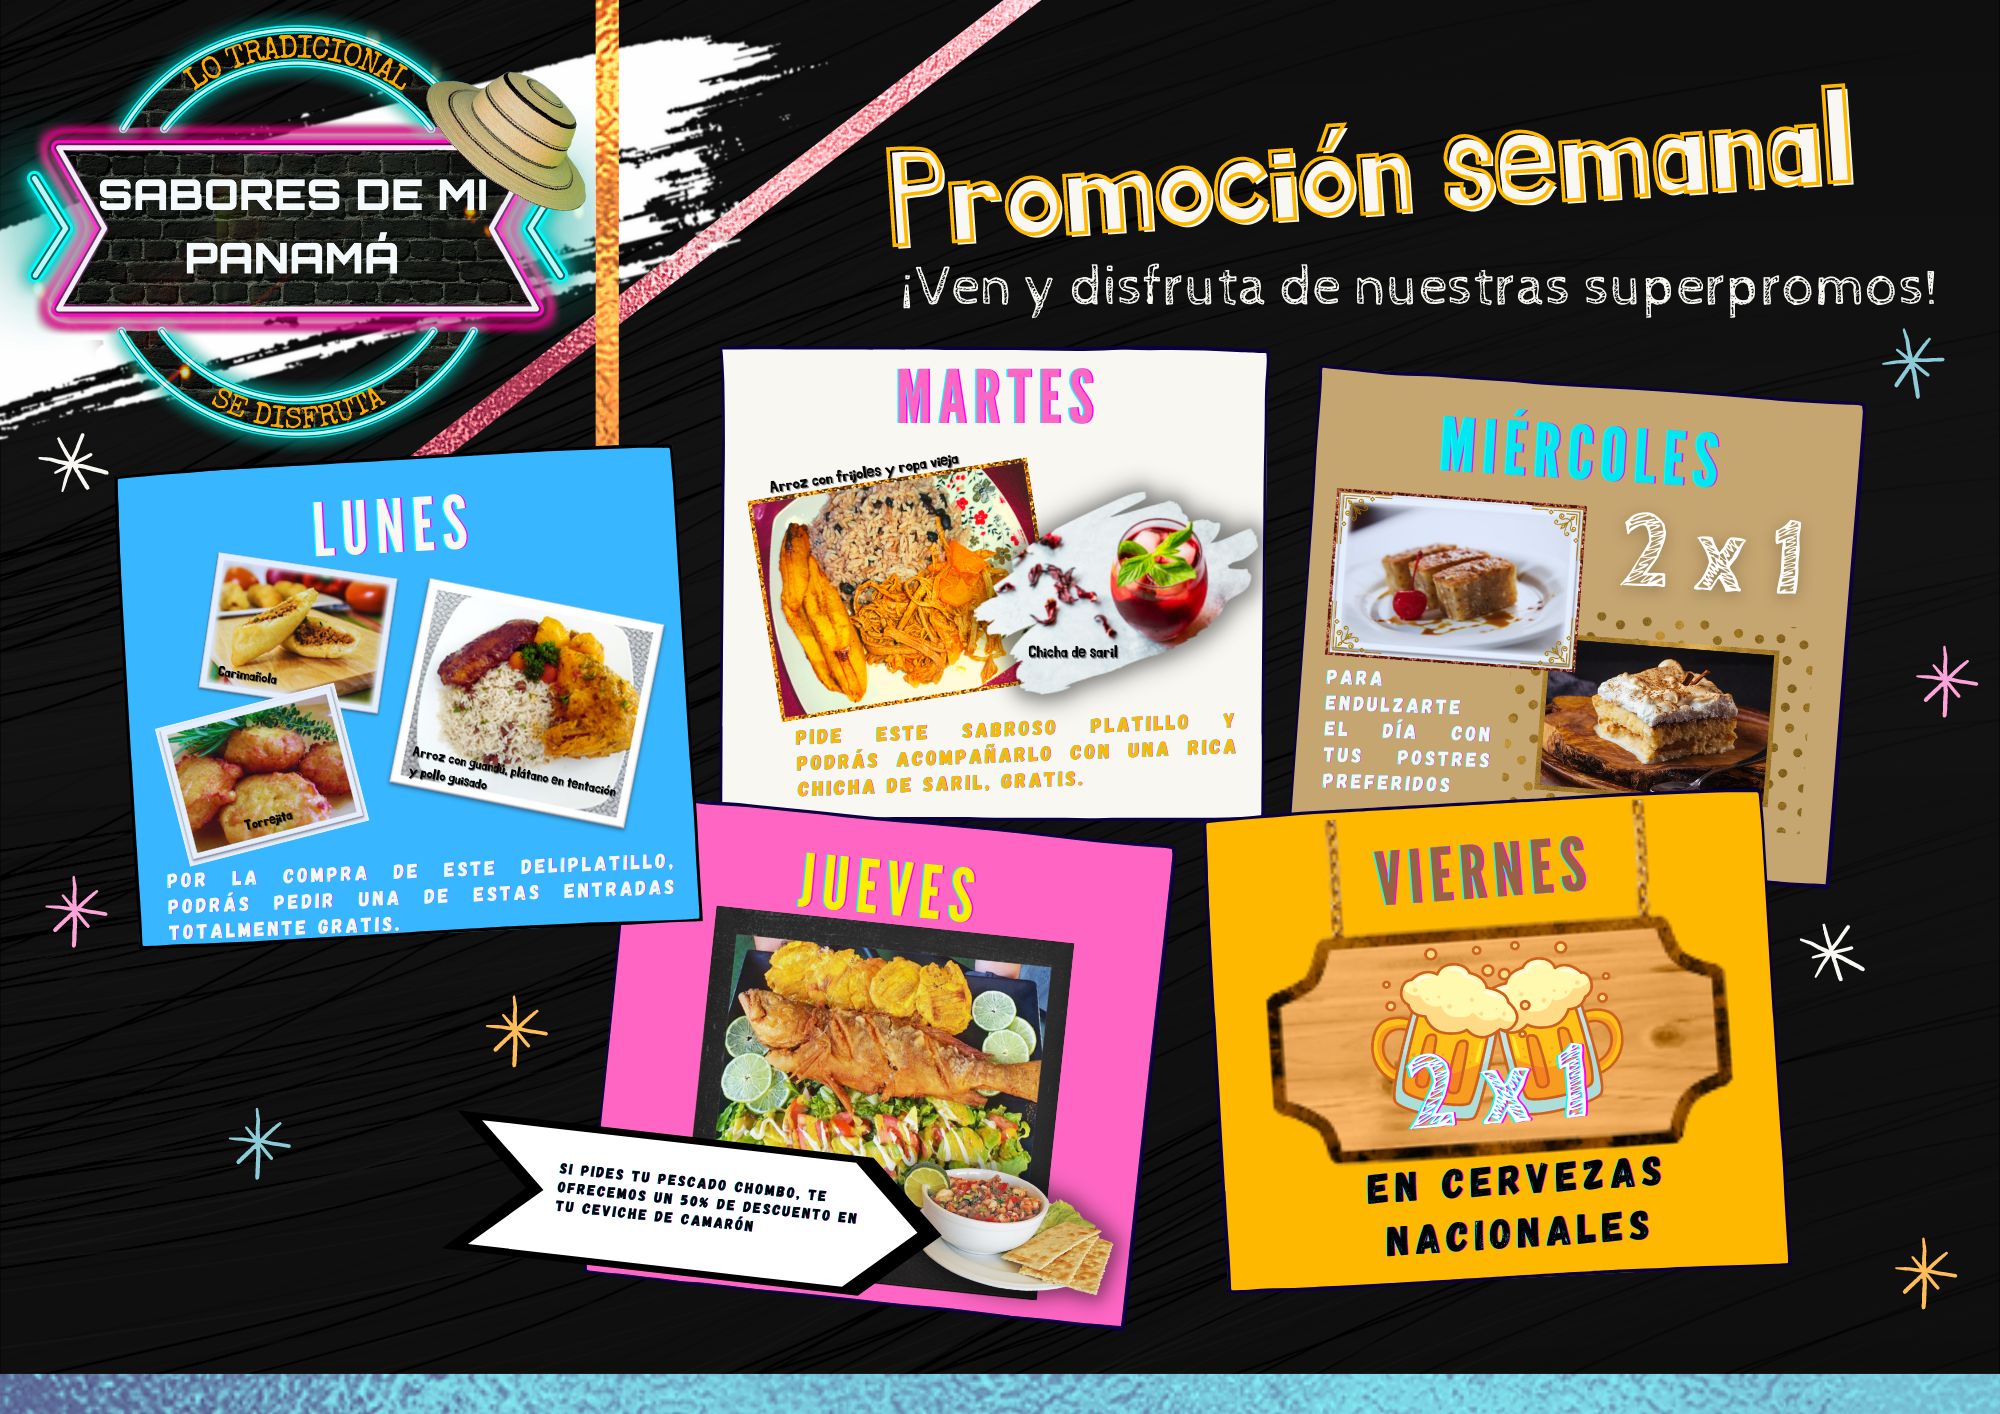 LO TRADICIONAL
SABORES DE MI
PANAMÁ
SE DISFRUTA
Promoción semanal
¡Ven y disfruta de nuestras superpromos!
LUNES
Carimañola
Torrejita
Arroz con guandú, plátano en tentación
y pollo guisado
POR LA COMPRA DE ESTE DELIPLATILLO,
PODRÁS PEDIR UNA DE ESTAS ENTRADAS
TOTALMENTE GRATIS.
MARTES
Arroz con frijoles y ropa vieja
Chicha de saril
PIDE ESTE SABROSO PLATILLO Y
PODRÁS ACOMPAÑARLO CON UNA RICA
CHICHA DE SARIL, GRATIS.
MIÉRCOLES
2 x 1
PARA
ENDULZARTE
EL DÍA CON
TUS POSTRES
PREFERIDOS
JUEVES
SI PIDES TU PESCADO CHOMBO, TE
OFRECEMOS UN 50% DE DESCUENTO EN
TU CEVICHE DE CAMARÓN
VIERNES
2 x 1
EN CERVEZAS
NACIONALES